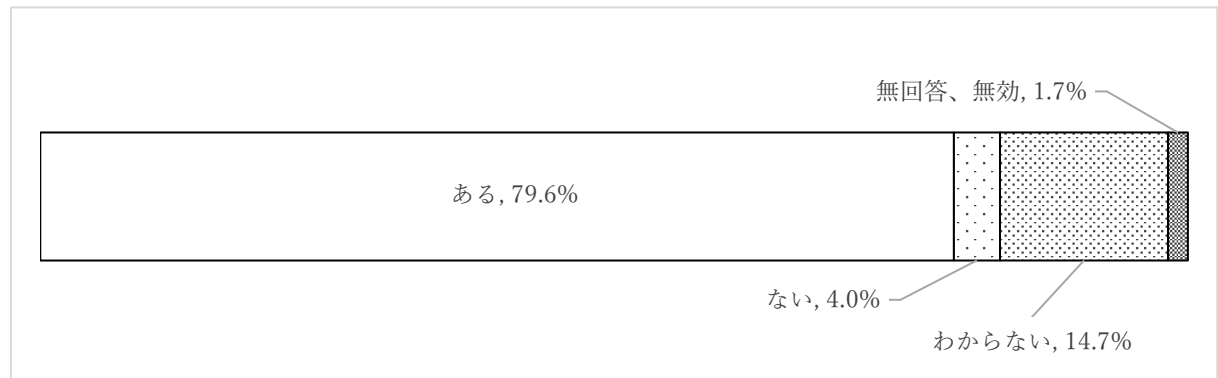 無回答、無効, 1.7%
ある, 79.6%
ない, 4.0%
わからない, 14.7%